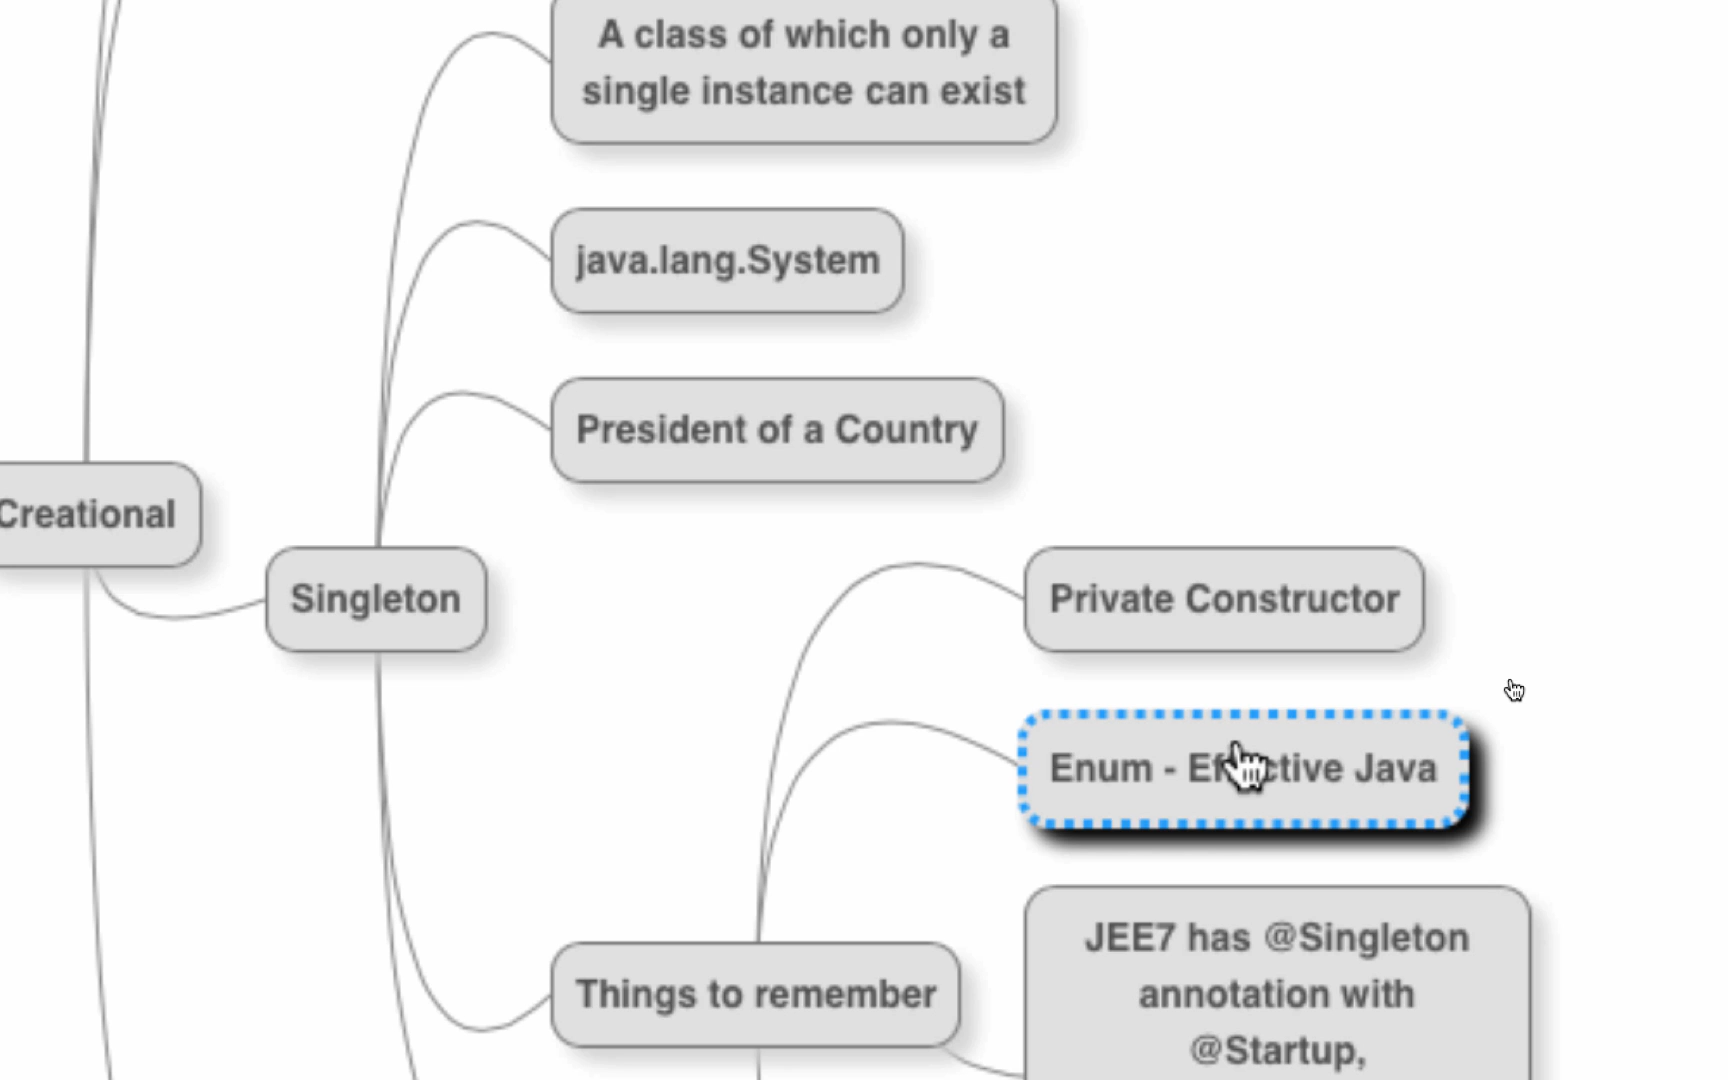 A class of which only a
single instance can exist
java.lang.System
President of a Country
Creational
Singleton
Private Constructor
Enum - Effective Java
JEE7 has @Singleton
Things to remember
annotation with
@Startup,